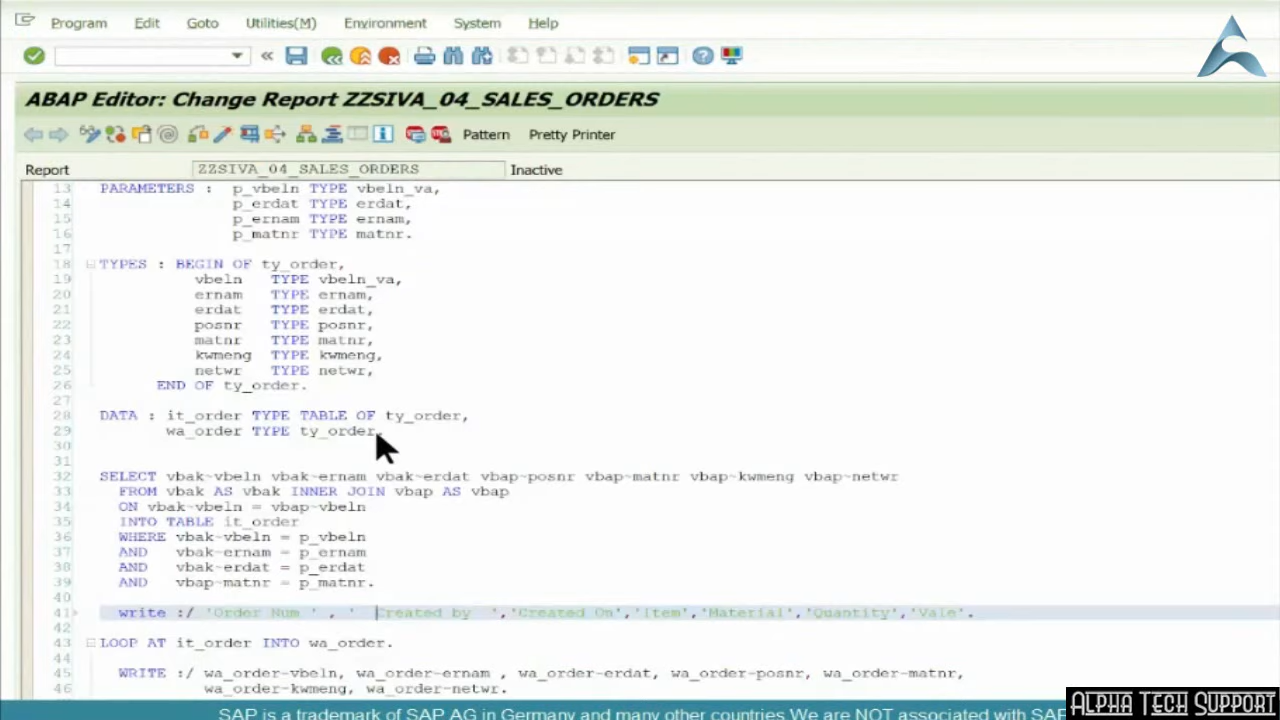 Program Edit Goto Utilities(M) Environment System Help
ABAP Editor: Change Report ZZSIVA_04_SALES_ORDERS
Pattern Pretty Printer
Report ZZSIVA_04_SALES_ORDERS Inactive
13 PARAMETERS : p_vbeln TYPE vbeln_va,
14 p_erdat TYPE erdat,
15 p_ernam TYPE ernam,
16 p_matnr TYPE matnr.
17
18 TYPES : BEGIN OF ty_order,
19 vbeln TYPE vbeln_va,
20 ernam TYPE ernam,
21 erdat TYPE erdat,
22 posnr TYPE posnr,
23 matnr TYPE matnr,
24 kwmeng TYPE kwmeng,
25 netwr TYPE netwr,
26 END OF ty_order.
27
28 DATA : it_order TYPE TABLE OF ty_order,
29 wa_order TYPE ty_order.
30
31
32 SELECT vbak~vbeln vbak~ernam vbak~erdat vbap~posnr vbap~matnr vbap~kwmeng vbap~netwr
33 FROM vbak AS vbak INNER JOIN vbap AS vbap
34 ON vbak~vbeln = vbap~vbeln
35 INTO TABLE it_order
36 WHERE vbak~vbeln = p_vbeln
37 AND vbak~ernam = p_ernam
38 AND vbak~erdat = p_erdat
39 AND vbap~matnr = p_matnr.
40
41 write :/ 'Order Num ' , ' Created by ','Created On','Item','Material','Quantity','Vale'.
42
43 LOOP AT it_order INTO wa_order.
44
45 WRITE :/ wa_order-vbeln, wa_order-ernam , wa_order-erdat, wa_order-posnr, wa_order-matnr,
46 wa_order-kwmeng, wa_order-netwr.
SAP is a trademark of SAP AG in Germany and many other countries We are NOT associated with SAP
ALPHA TECH SUPPORT